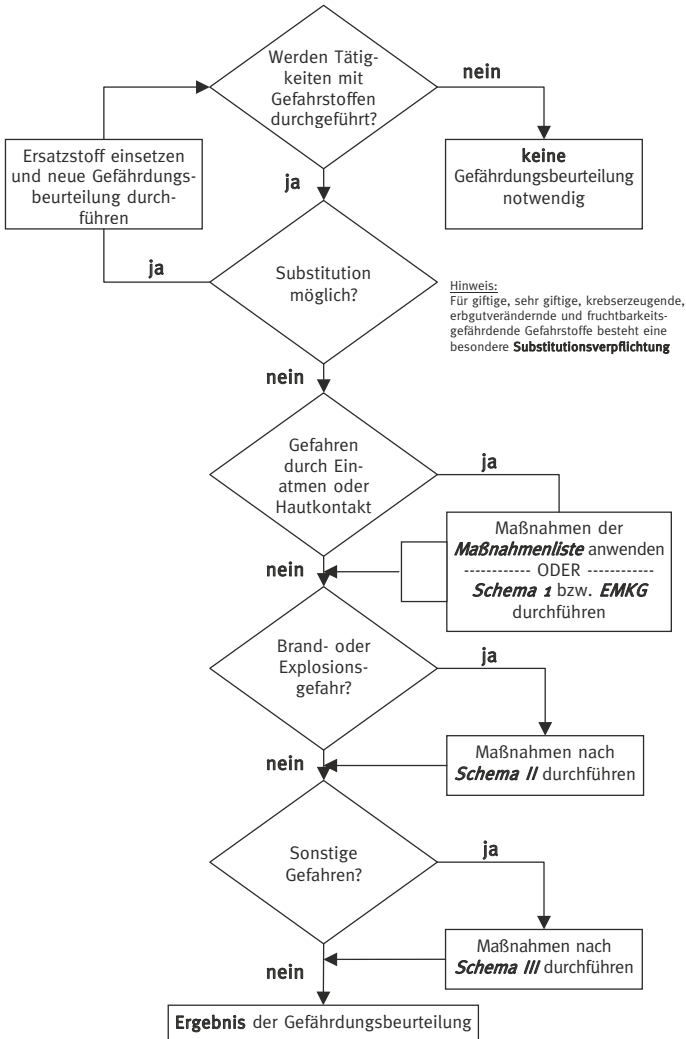 Werden Tätig-
keiten mit
Gefahrstoffen
durchgeführt?
nein
keine
Gefährdungsbeurteilung
notwendig
Ersatzstoff einsetzen
und neue Gefährdungs-
beurteilung durch-
führen
ja
ja
Substitution
möglich?
Hinweis:
Für giftige, sehr giftige, krebserzeugende,
erbgutverändernde und fruchtbarkeits-
gefährdende Gefahrstoffe besteht eine
besondere Substitutionsverpflichtung
nein
Gefahren
durch Ein-
atmen oder
Hautkontakt
ja
Maßnahmen der
Maßnahmenliste anwenden
------------ ODER ------------
Schema 1 bzw. EMKG
durchführen
nein
Brand- oder
Explosions-
gefahr?
ja
Maßnahmen nach
Schema II durchführen
nein
Sonstige
Gefahren?
ja
Maßnahmen nach
Schema III durchführen
nein
Ergebnis der Gefährdungsbeurteilung